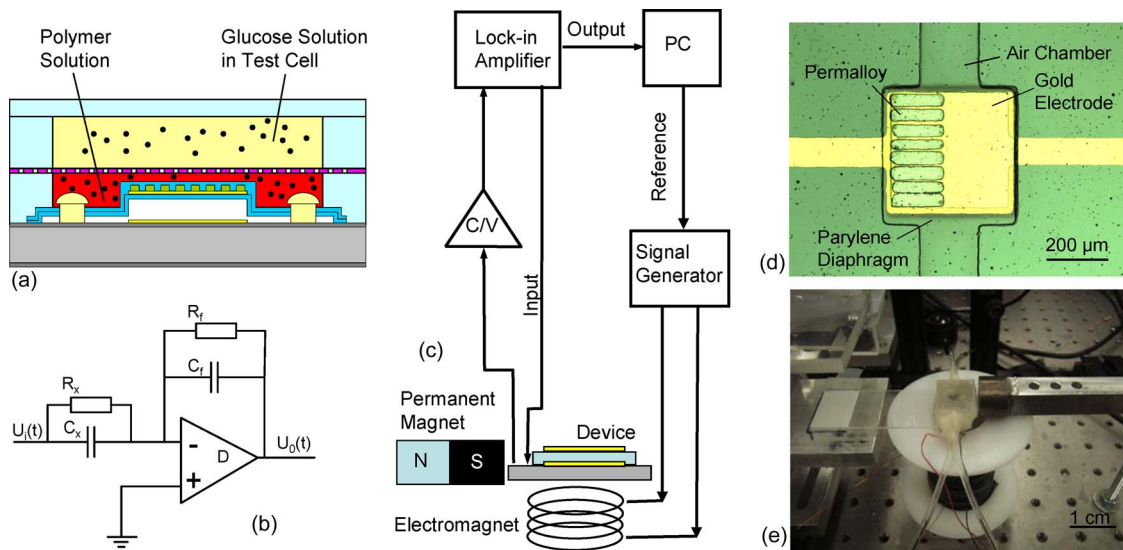 Polymer
Solution
Glucose Solution
in Test Cell
(a)
R_f
C_f
R_x
C_x
U_i(t)
-
+
D
U_0(t)
(b)
Lock-in
Amplifier
Output
PC
Reference
C/V
Input
Signal
Generator
(c)
Permanent
Magnet
N
S
Device
Electromagnet
Air Chamber
Permalloy
Gold
Electrode
Parylene
Diaphragm
200 μm
(d)
1 cm
(e)